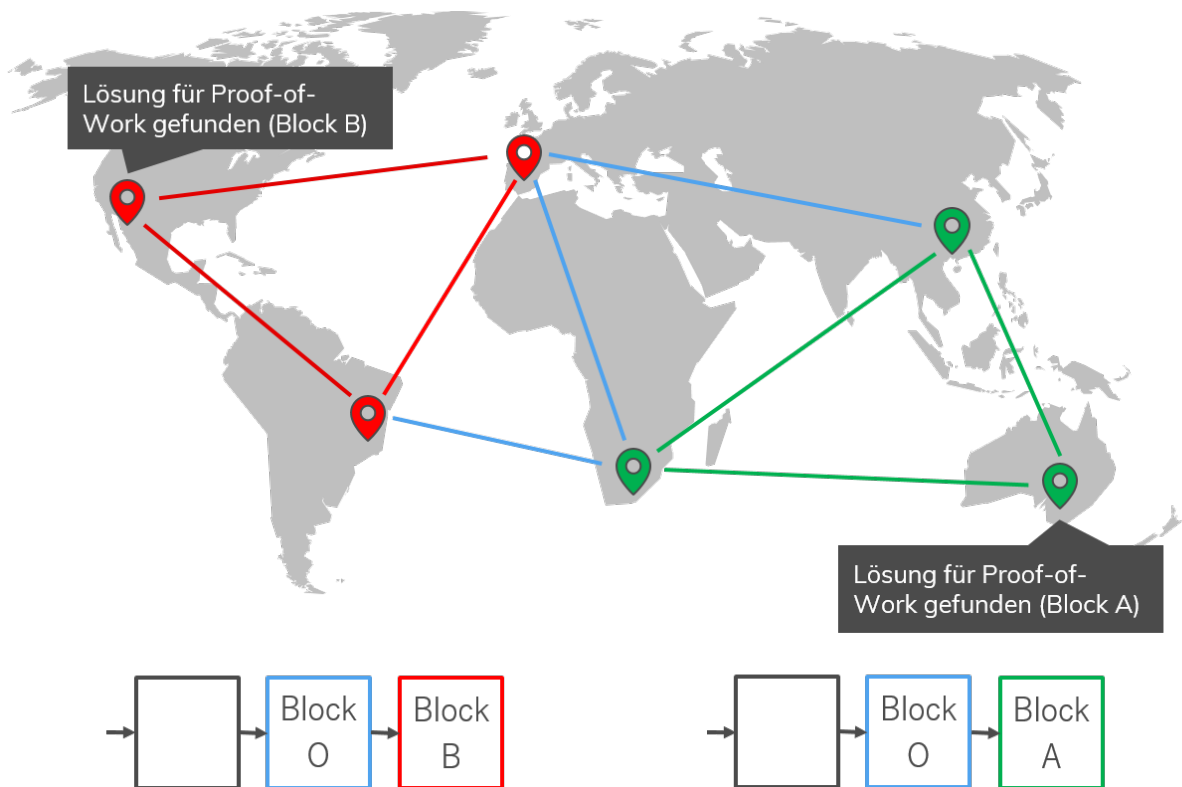 Lösung für Proof-of-
Work gefunden (Block B)
Lösung für Proof-of-
Work gefunden (Block A)
Block
O
Block
B
Block
O
Block
A